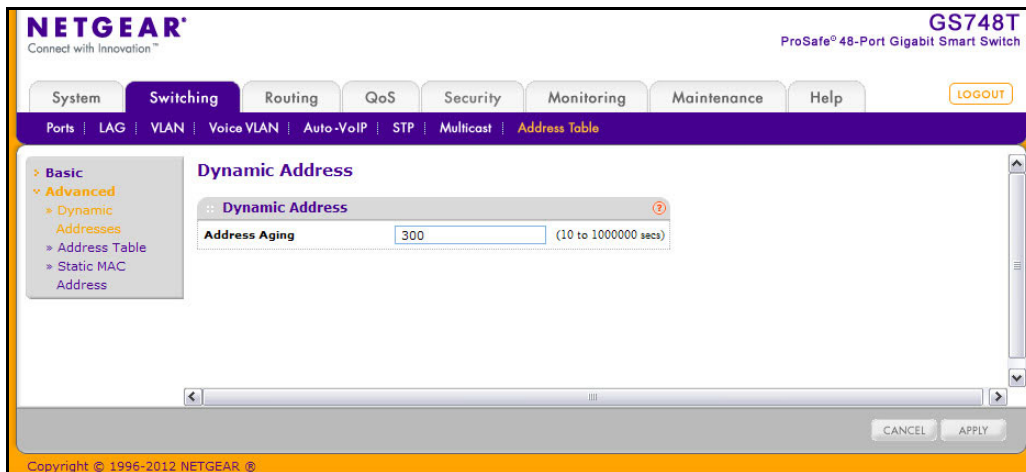 NETGEAR®
Connect with Innovation™
GS748T
ProSafe® 48-Port Gigabit Smart Switch
System Switching Routing QoS Security Monitoring Maintenance Help LOGOUT
Ports | LAG | VLAN | Voice VLAN | Auto-VoIP | STP | Multicast | Address Table
Basic
Advanced
» Dynamic
Addresses
» Address Table
» Static MAC
Address
Dynamic Address
Dynamic Address ?
Address Aging 300 (10 to 1000000 secs)
CANCEL APPLY
Copyright © 1996-2012 NETGEAR ®